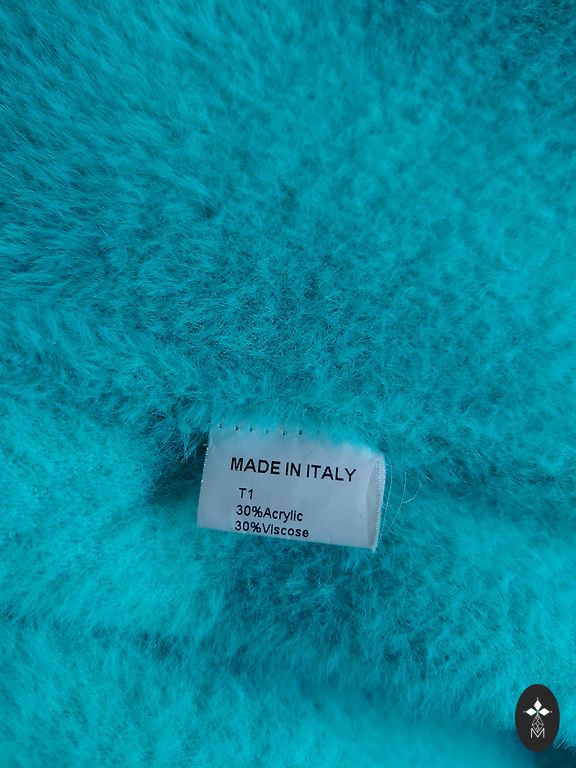 MADE IN ITALY
T1
30%Acrylic
30%Viscose
M